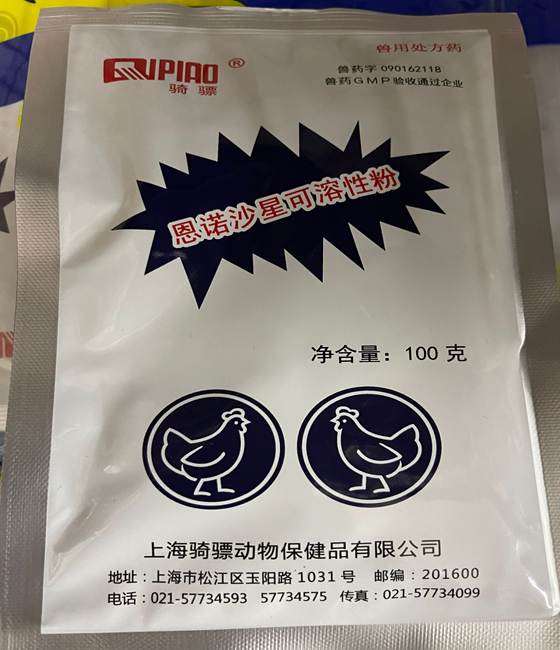 兽用处方药
QIPIAO®
骑骠
兽药字 090162118
兽药GMP验收通过企业
恩诺沙星可溶性粉
净含量：100 克
上海骑骠动物保健品有限公司
地址：上海市松江区玉阳路 1031 号 邮编：201600
电话：021-57734593 57734575 传真：021-57734099